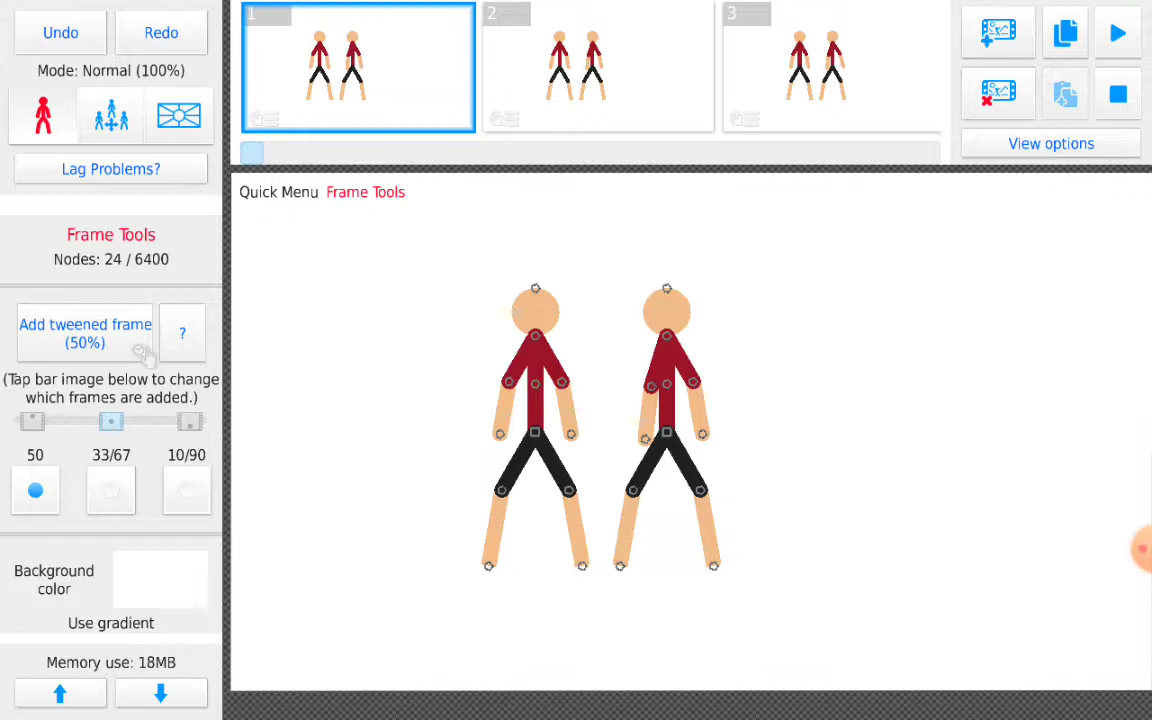 Undo
Redo
Mode: Normal (100%)
Lag Problems?
Frame Tools
Nodes: 24 / 6400
Add tweened frame
(50%)
?
(Tap bar image below to change
which frames are added.)
50
33/67
10/90
Background
color
Use gradient
Memory use: 18MB
1
2
3
View options
Quick Menu Frame Tools